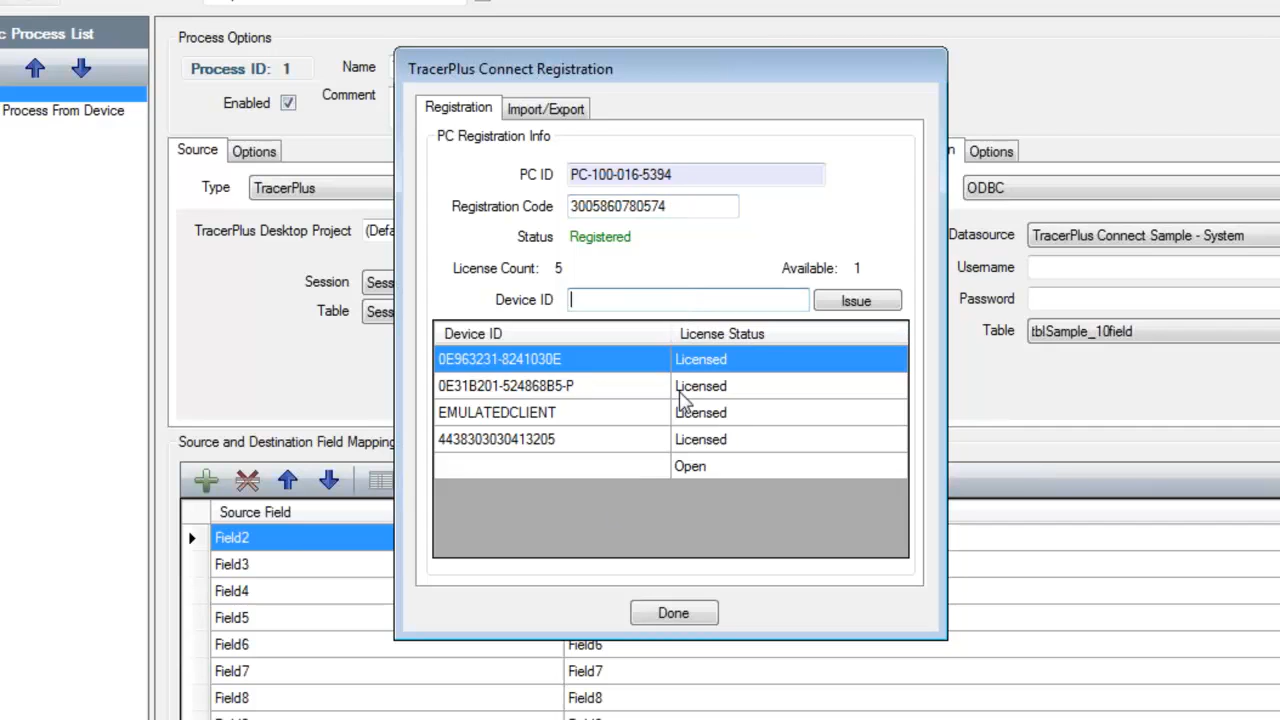 c Process List
Process From Device
Process Options
Process ID: 1
Name
Enabled
Comment
Source
Options
Type
TracerPlus
TracerPlus Desktop Project
(Defa
Session
Sess
Table
Sess
TracerPlus Connect Registration
Registration
Import/Export
PC Registration Info
PC ID
PC-100-016-5394
Registration Code
3005860780574
Status
Registered
License Count: 5
Available: 1
Device ID
Issue
Device ID
License Status
0E963231-8241030E
Licensed
0E31B201-524868B5-P
Licensed
EMULATEDCLIENT
Licensed
4438303030413205
Licensed
Open
Done
n
Options
ODBC
Datasource
TracerPlus Connect Sample - System
Username
Password
Table
tblSample_10field
Source and Destination Field Mapping
Source Field
Field2
Field3
Field4
Field5
Field6
Field6
Field7
Field7
Field8
Field8